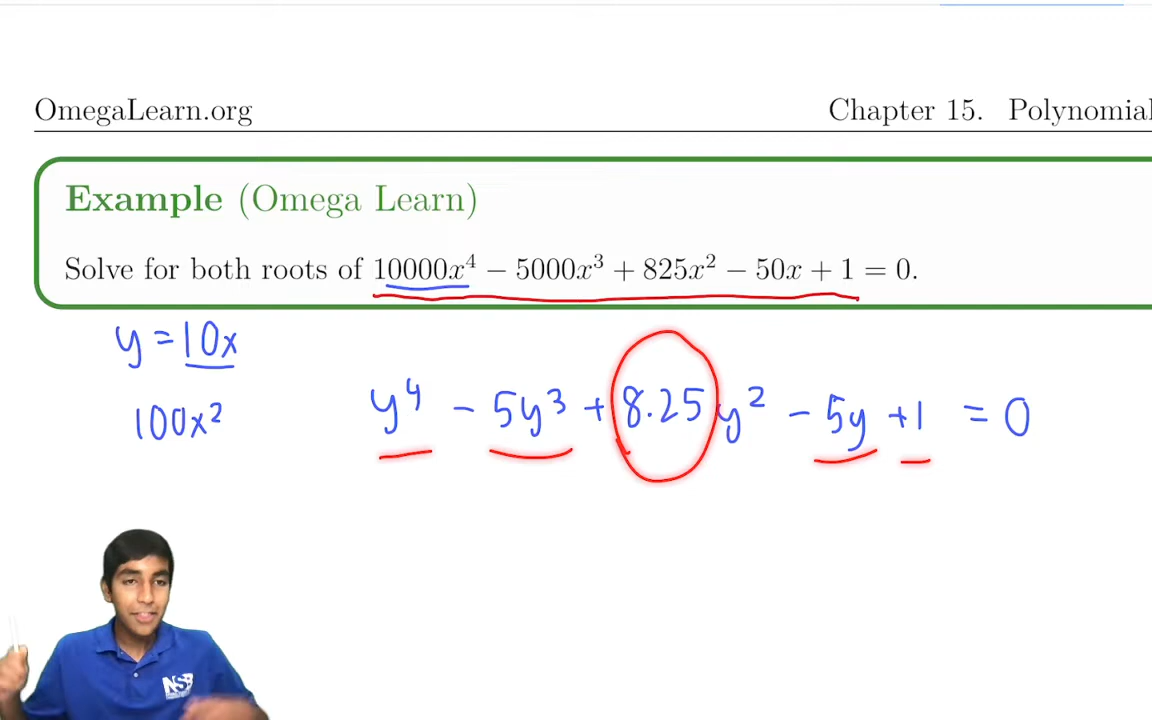 OmegaLearn.org Chapter 15. Polynomial
Example (Omega Learn)
Solve for both roots of 10000x⁴ − 5000x³ + 825x² − 50x + 1 = 0.
y = 10x
100x²
y⁴ − 5y³ + 8.25y² − 5y + 1 = 0